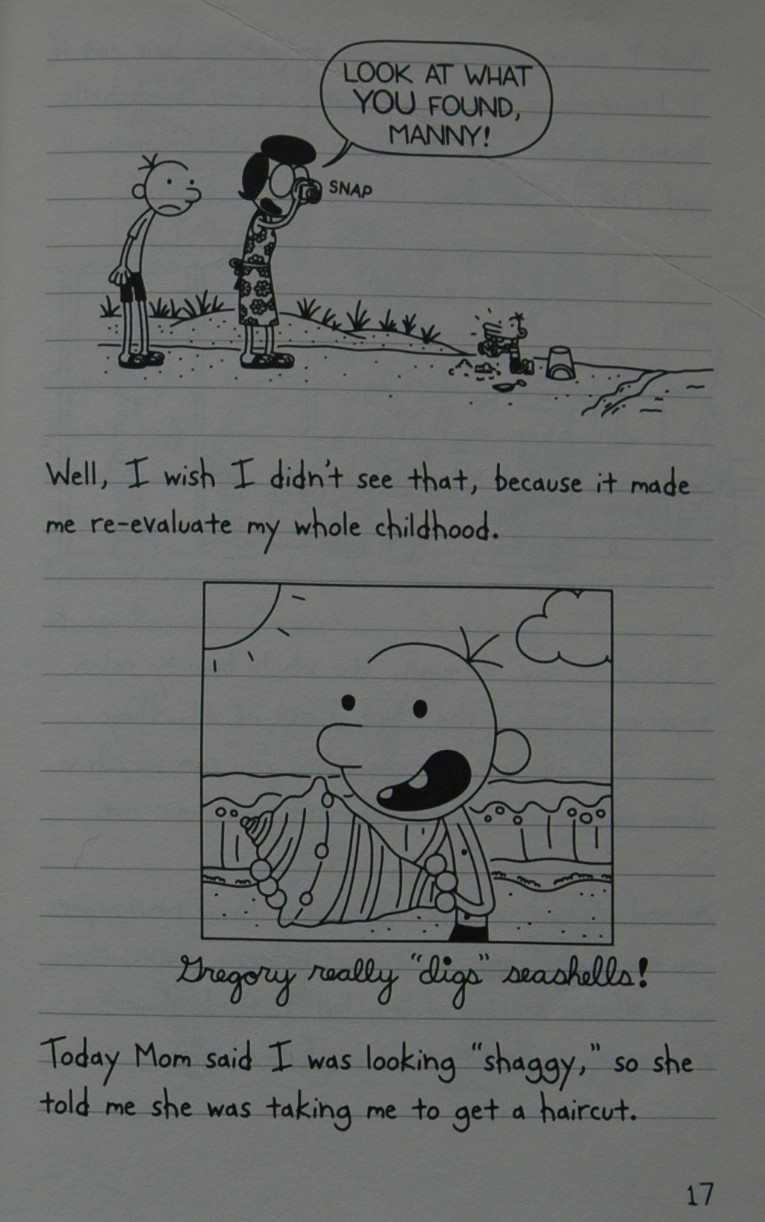 LOOK AT WHAT
YOU FOUND,
MANNY!
SNAP
Well, I wish I didn't see that, because it made
me re-evaluate my whole childhood.
Gregory really "digs" seashells!
Today Mom said I was looking "shaggy," so she
told me she was taking me to get a haircut.
17